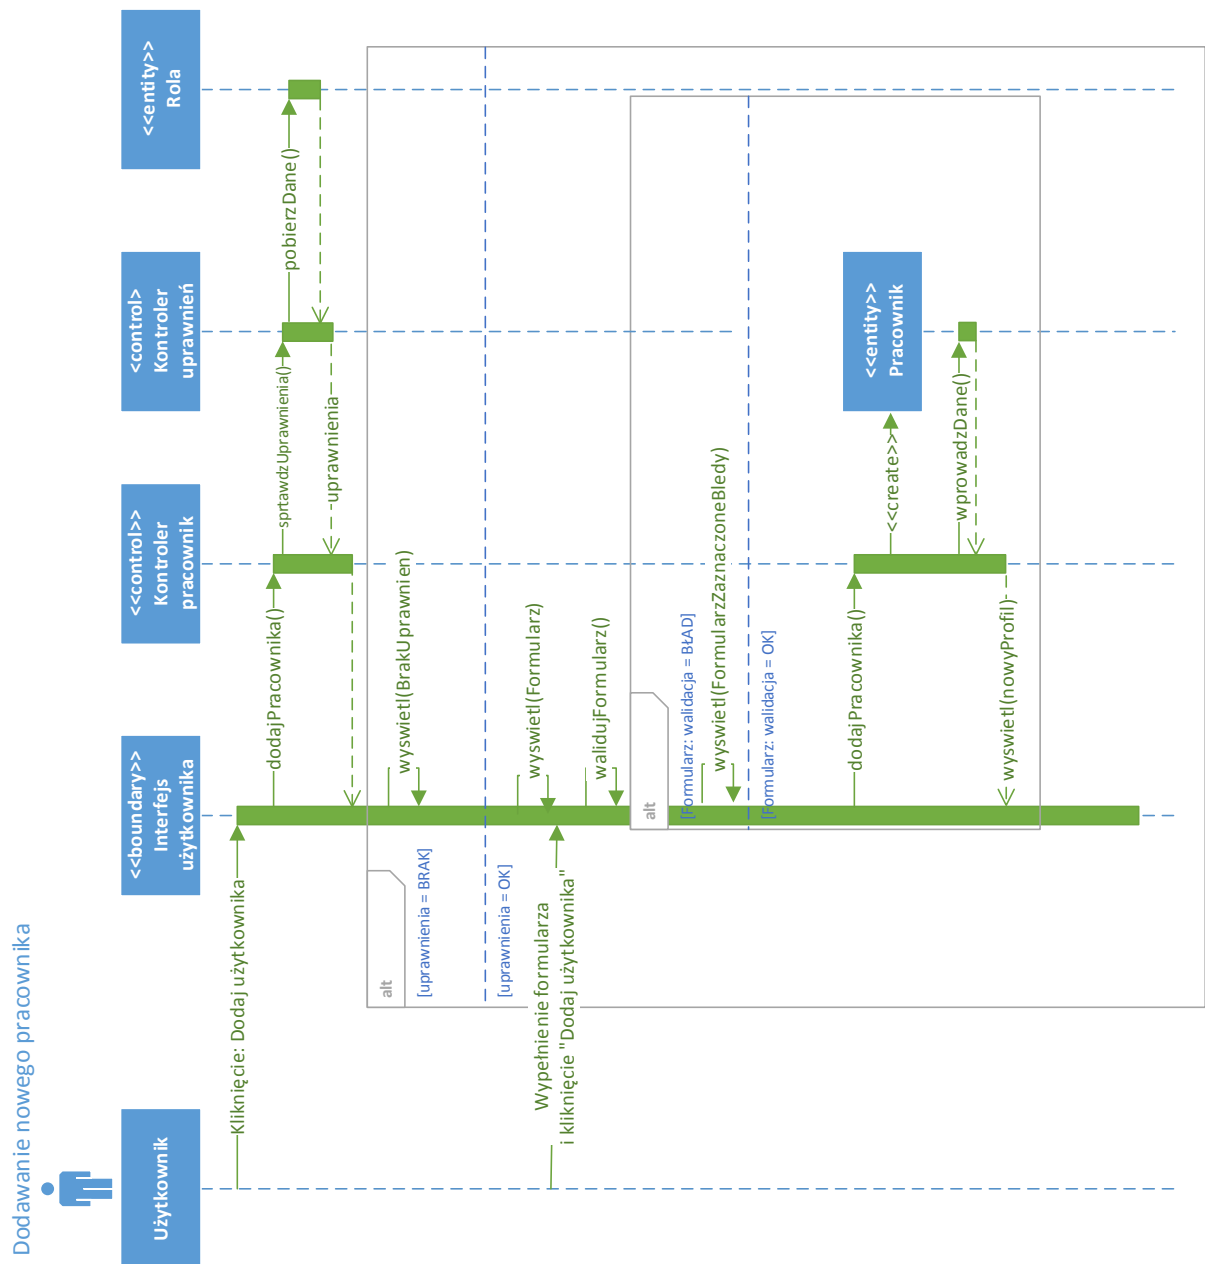 Dodawanie nowego pracownika
Użytkownik
<<boundary>>
Interfejs
użytkownika
<<control>>
Kontroler
pracownik
<control>
Kontroler
uprawnień
<<entity>>
Rola
Kliknięcie: Dodaj użytkownika
dodajPracownika()
sprtawdzUprawnienia()
pobierzDane()
uprawnienia
alt
[uprawnienia = BRAK]
wyswietl(BrakUprawnien)
[uprawnienia = OK]
wyswietl(Formularz)
Wypełnienie formularza
i kliknięcie "Dodaj użytkownika"
walidujFormularz()
alt
[Formularz: walidacja = BŁAD]
wyswietl(FormularzZaznaczoneBledy)
[Formularz: walidacja = OK]
dodajPracownika()
<<create>>
<<entity>>
Pracownik
wprowadzDane()
wyswietl(nowyProfil)